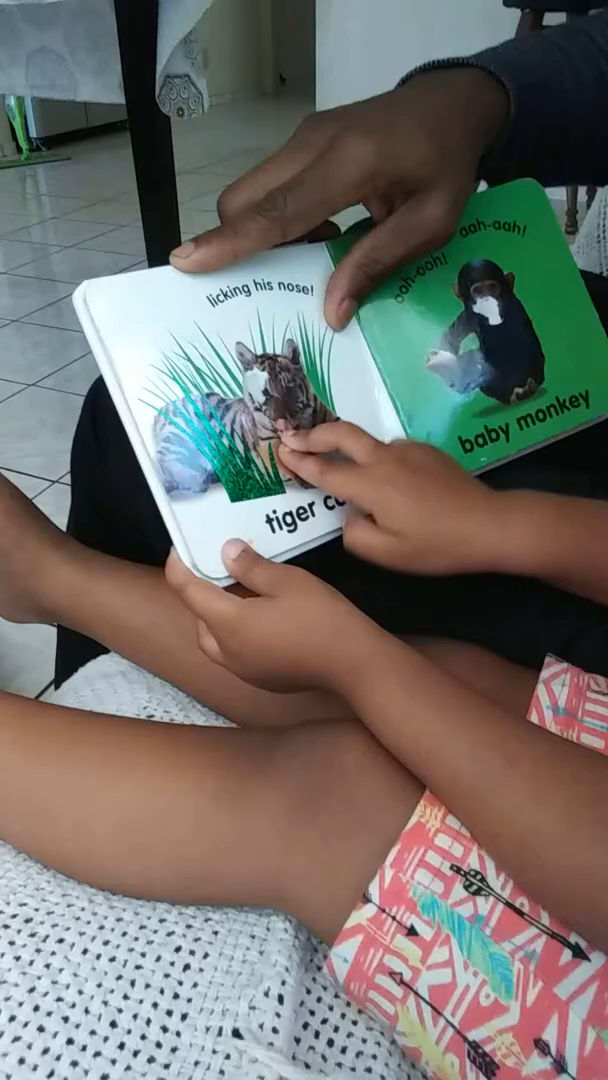 licking his nose!
tiger
ooh-ooh! aah-aah!
baby monkey